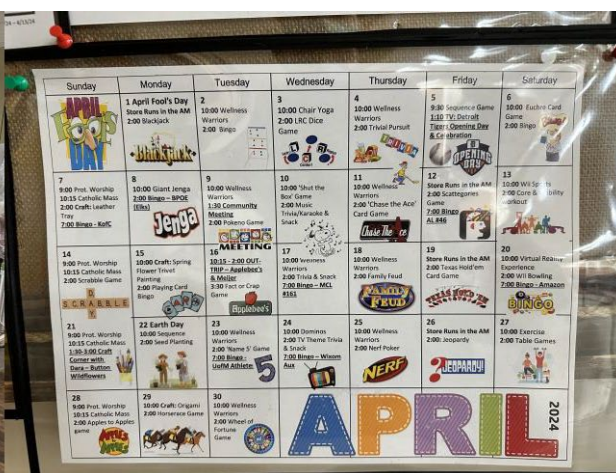 Sunday Monday Tuesday Wednesday Thursday Friday Saturday
APRIL
FOOLS
DAY
1 April Fool's Day
Store Runs in the AM
2:00 Blackjack
Blackjack
2
10:00 Wellness
Warriors
2:00 Bingo
3
10:00 Chair Yoga
2:00 LRC Dice
Game
4
10:00 Wellness
Warriors
2:00 Trivial Pursuit
TRIVIA
5
9:30 Sequence Game
1:10 TV: Detroit
Tigers Opening Day
& Celebration
OPENING
DAY
6
10:00 Euchre Card
Game
2:00 Bingo
7
9:00 Prot. Worship
10:15 Catholic Mass
2:00 Craft: Leather
Tray
7:00 Bingo - KofC
8
10:00 Giant Jenga
2:00 Bingo – BPOE
(Elks)
Jenga
9
10:00 Wellness
Warriors
1:30 Community
Meeting
2:00 Pokeno Game
MEETING
10
10:00 'Shut the
Box' Game
2:00 Music
Trivia/Karaoke &
Snack
11
10:00 Wellness
Warriors
2:00 'Chase the Ace'
Card Game
Chase The Ace
12
Store Runs in the AM
2:00 Scattegories
Game
7:00 Bingo
AL #46
13
10:00 Wii Sports
2:00 Core & Ability
Workout
14
9:00 Prot. Worship
10:15 Catholic Mass
2:00 Scrabble Game
SCRABBLE
15
10:00 Craft: Spring
Flower Trivet
Painting
2:00 Playing Card
Bingo
16
10:15 - 2:00 OUT-
TRIP – Applebee's
& Meijer
3:30 Fact or Crap
Game
Applebee's
17
10:00 Wellness
Warriors
2:00 Trivia & Snack
7:00 Bingo – MCL
#161
18
10:00 Wellness
Warriors
2:00 Family Feud
FAMILY
FEUD
19
Store Runs in the AM
2:00 Texas Hold'em
Card Game
TEXAS HOLD 'EM
20
10:00 Virtual Reality
Experience
2:00 Wii Bowling
7:00 Bingo - Amazon
BINGO
21
9:00 Prot. Worship
10:15 Catholic Mass
1:30-3:00 Craft
Corner with
Dara – Button
Wildflowers
22 Earth Day
10:00 Sequence
2:00 Seed Planting
23
10:00 Wellness
Warriors
2:00 'Name 5' Game
7:00 Bingo -
UofM Athletic
5
24
10:00 Dominos
2:00 TV Theme Trivia
& Snack
7:00 Bingo – Wixom
Aux
25
10:00 Wellness
Warriors
2:00 Nerf Poker
NERF
26
Store Runs in the AM
2:00: Jeopardy
JEOPARDY!
27
10:00 Exercise
2:00 Table Games
28
9:00 Prot. Worship
10:15 Catholic Mass
2:00 Apples to Apples
game
Apples to Apples
29
10:00 Craft: Origami
2:00 Horserace Game
30
10:00 Wellness
Warriors
2:00 Wheel of
Fortune
Game
APRIL
2024